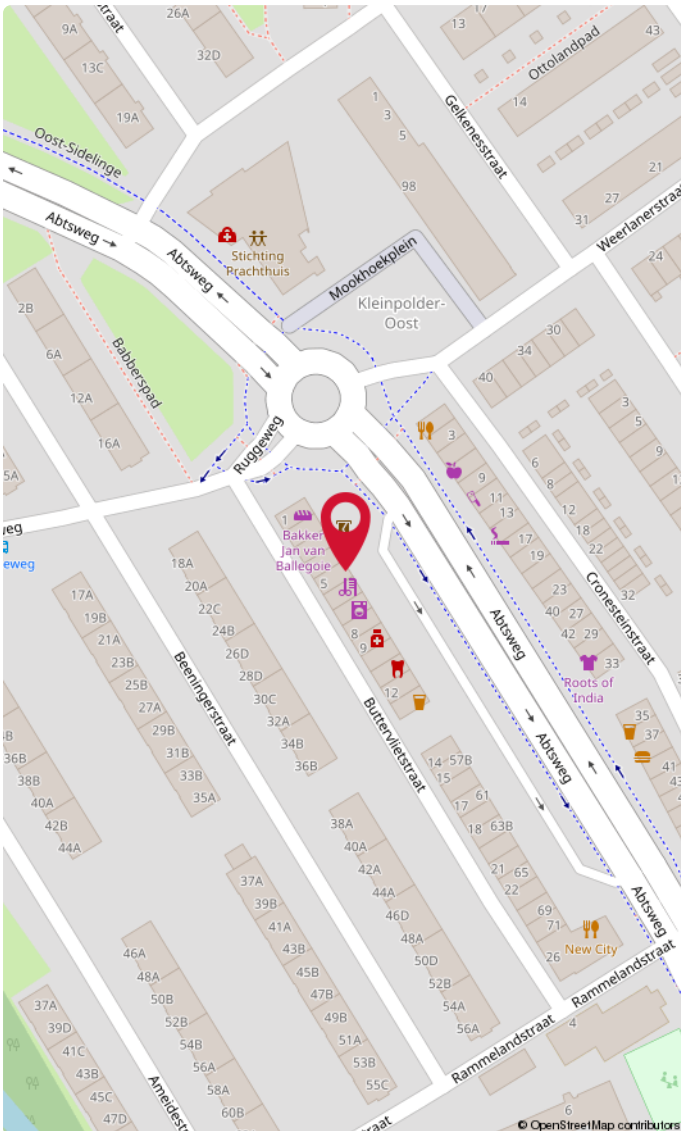 straat
9A
13C
19A
26A
32D
17
13
43
Ottolandpad
14
Gelkenesstraat
1
3
5
98
21
27
31
Weerlanerstraat
24
Oost-Sidelinge
Abtsweg
Abtsweg
Stichting
Prachthuis
Mookhoekplein
Kleinpolder-
Oost
2B
6A
12A
16A
Babberspad
30
34
40
Ruggeweg
weg
eweg
5A
3
9
11
13
17
19
23
40
27
42
29
33
3
5
9
6
8
12
18
22
32
Cronesteinstraat
1
Bakker
Jan van
Ballegoie
5
8
9
12
Abtsweg
Roots of
India
35
37
41
43
18A
20A
22C
24B
26D
28D
30C
32A
34B
36B
17A
19B
21A
23B
25B
27A
29B
31B
33B
35A
Beeningerstraat
Buttervlietstraat
Abtsweg
14
57B
15
17
61
18
63B
21
65
22
69
71
26
New City
Abtsweg
36B
38B
40A
42B
44A
38A
40A
42A
44A
46D
48A
50D
52B
54A
56A
37A
39B
41A
43B
45B
47B
49B
51A
53B
55C
46A
48A
50B
52B
54B
56A
58A
60B
37A
39D
41C
43B
45C
47D
Rammelandstraat
Rammelandstraat
4
6
straat
© OpenStreetMap contributors